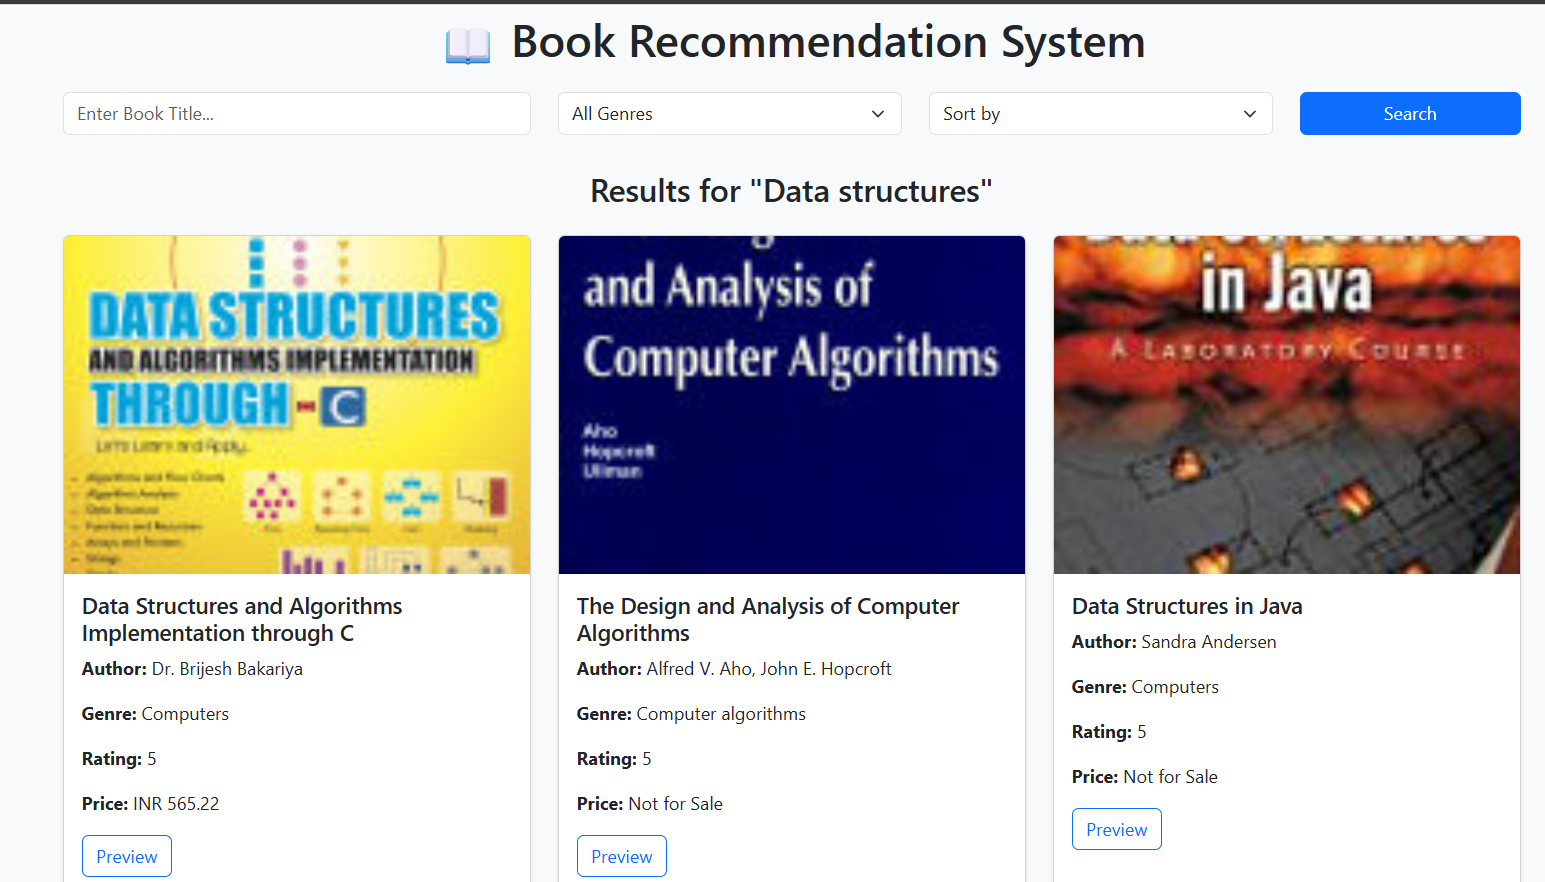 Book Recommendation System
Enter Book Title...
All Genres
Sort by
Search
Results for "Data structures"
DATA STRUCTURES
AND ALGORITHMS IMPLEMENTATION
THROUGH - C
Let's Learn and Apply..
Data Structures and Algorithms
Implementation through C
Author: Dr. Brijesh Bakariya
Genre: Computers
Rating: 5
Price: INR 565.22
Preview
and Analysis of
Computer Algorithms
Aho
Hopcroft
Ullman
The Design and Analysis of Computer
Algorithms
Author: Alfred V. Aho, John E. Hopcroft
Genre: Computer algorithms
Rating: 5
Price: Not for Sale
Preview
in Java
A LABORATORY COURSE
Data Structures in Java
Author: Sandra Andersen
Genre: Computers
Rating: 5
Price: Not for Sale
Preview